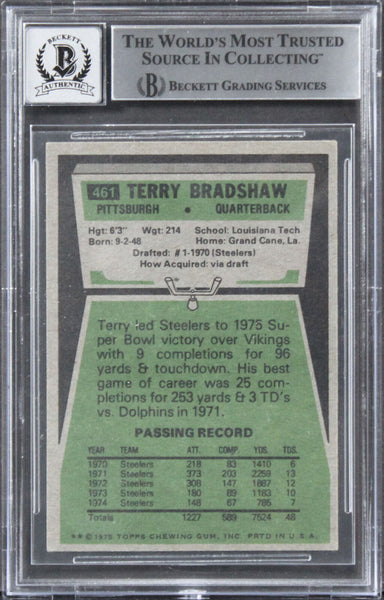 BECKETT
B
AUTHENTIC
THE WORLD'S MOST TRUSTED
SOURCE IN COLLECTING™
B BECKETT GRADING SERVICES
461 TERRY BRADSHAW
PITTSBURGH • QUARTERBACK
Hgt: 6'3" Wgt: 214 School: Louisiana Tech
Born: 9-2-48 Home: Grand Cane, La.
Drafted: #1-1970 (Steelers)
How Acquired: via draft
Terry led Steelers to 1975 Su-
per Bowl victory over Vikings
with 9 completions for 96
yards & touchdown. His best
game of career was 25 com-
pletions for 253 yards & 3 TD's
vs. Dolphins in 1971.
PASSING RECORD
YEAR TEAM ATT. COMP. YDS. TDS.
1970 Steelers 218 83 1410 6
1971 Steelers 373 203 2259 13
1972 Steelers 308 147 1887 12
1973 Steelers 180 89 1183 10
1974 Steelers 148 67 785 7
Totals 1227 589 7524 48
** © 1975 TOPPS CHEWING GUM, INC. PRTD IN U.S.A.